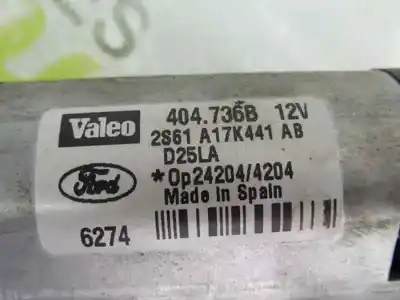 Valeo 404.736B 12V
2S61 A17K441 AB
D25LA
Ford *Op24204/4204
Made in Spain
6274